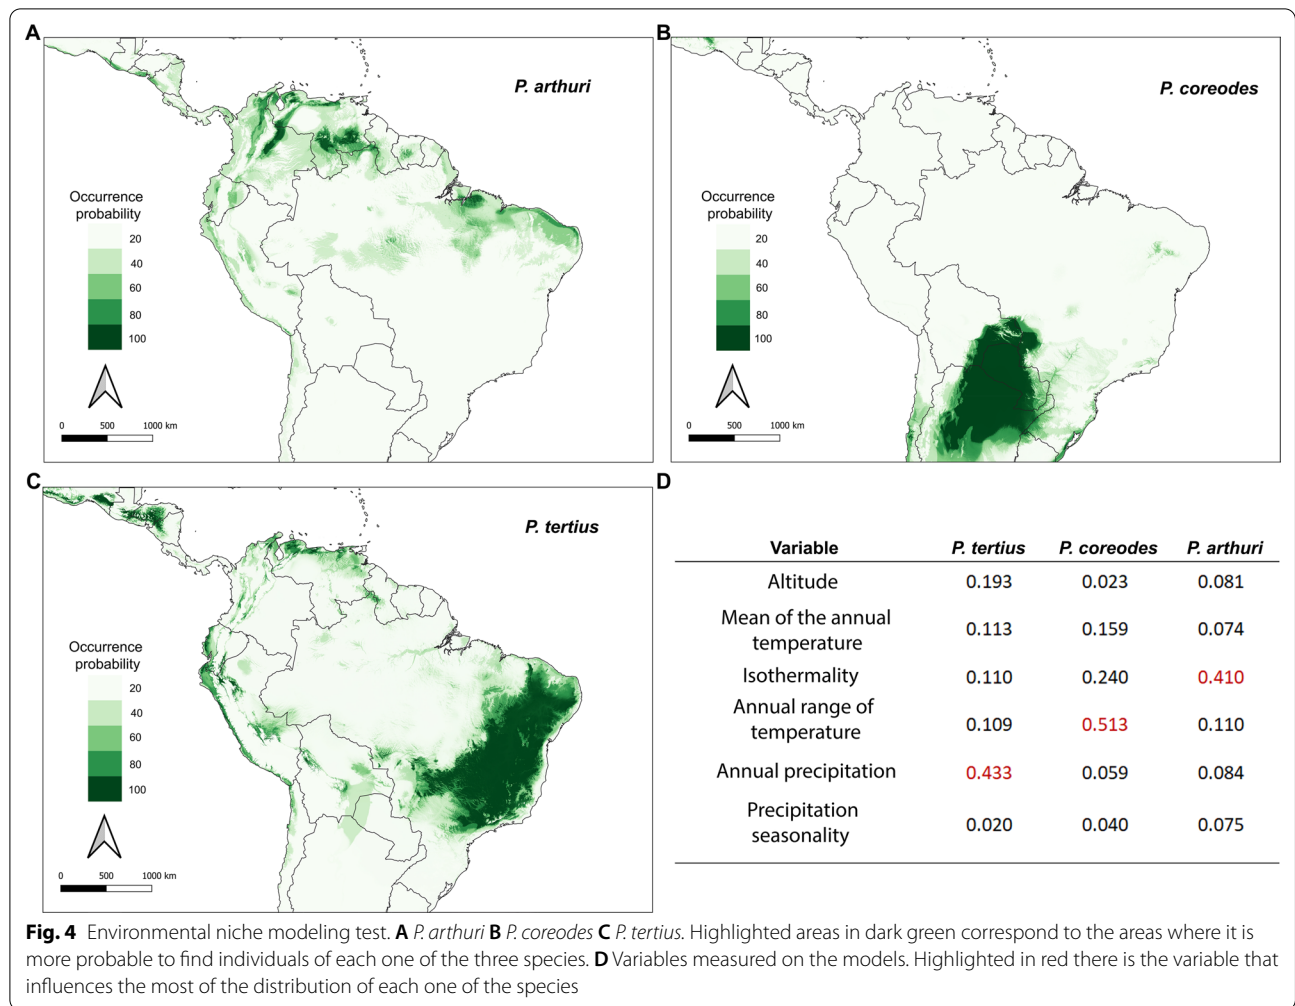 A
P. arthuri
Occurrence
probability
20
40
60
80
100
0 500 1000 km
B
P. coreodes
Occurrence
probability
20
40
60
80
100
0 500 1000 km
C
P. tertius
Occurrence
probability
20
40
60
80
100
0 500 1000 km
D
Variable P. tertius P. coreodes P. arthuri
Altitude 0.193 0.023 0.081
Mean of the annual
temperature 0.113 0.159 0.074
Isothermality 0.110 0.240 0.410
Annual range of
temperature 0.109 0.513 0.110
Annual precipitation 0.433 0.059 0.084
Precipitation
seasonality 0.020 0.040 0.075
Fig. 4 Environmental niche modeling test. A P. arthuri B P. coreodes C P. tertius. Highlighted areas in dark green correspond to the areas where it is
more probable to find individuals of each one of the three species. D Variables measured on the models. Highlighted in red there is the variable that
influences the most of the distribution of each one of the species